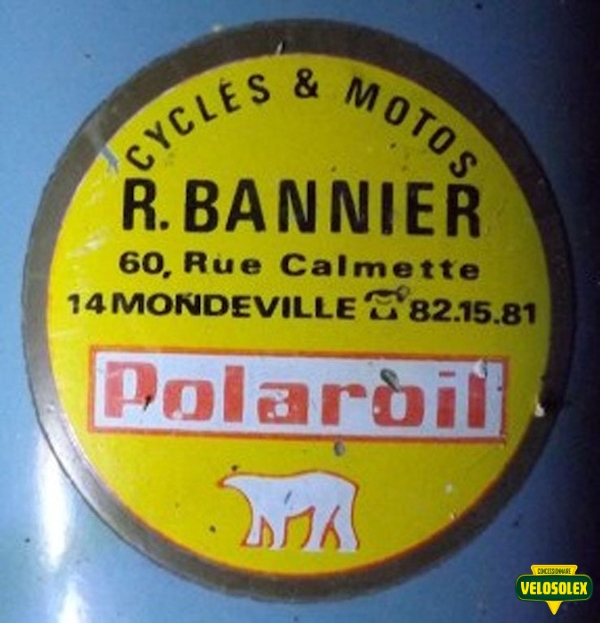 CYCLES & MOTOS
R. BANNIER
60, Rue Calmette
14 MONDEVILLE ☎ 82.15.81
Polaroil
CONCESSIONNAIRE
VELOSOLEX